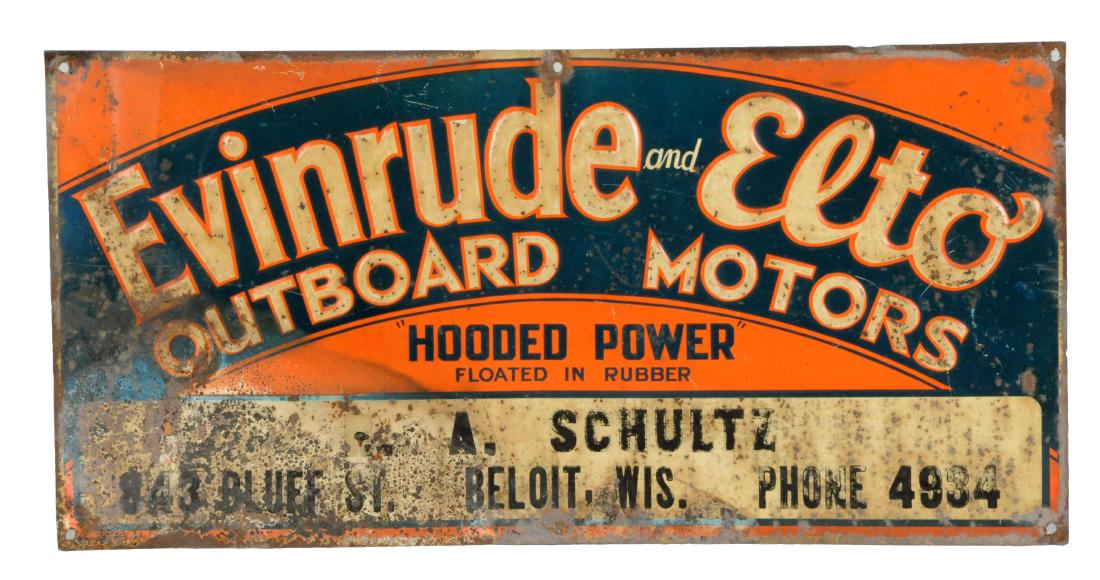 Evinrude and Elto
OUTBOARD MOTORS
"HOODED POWER"
FLOATED IN RUBBER
A. SCHULTZ
843 BLUFF ST. BELOIT, WIS. PHONE 4934